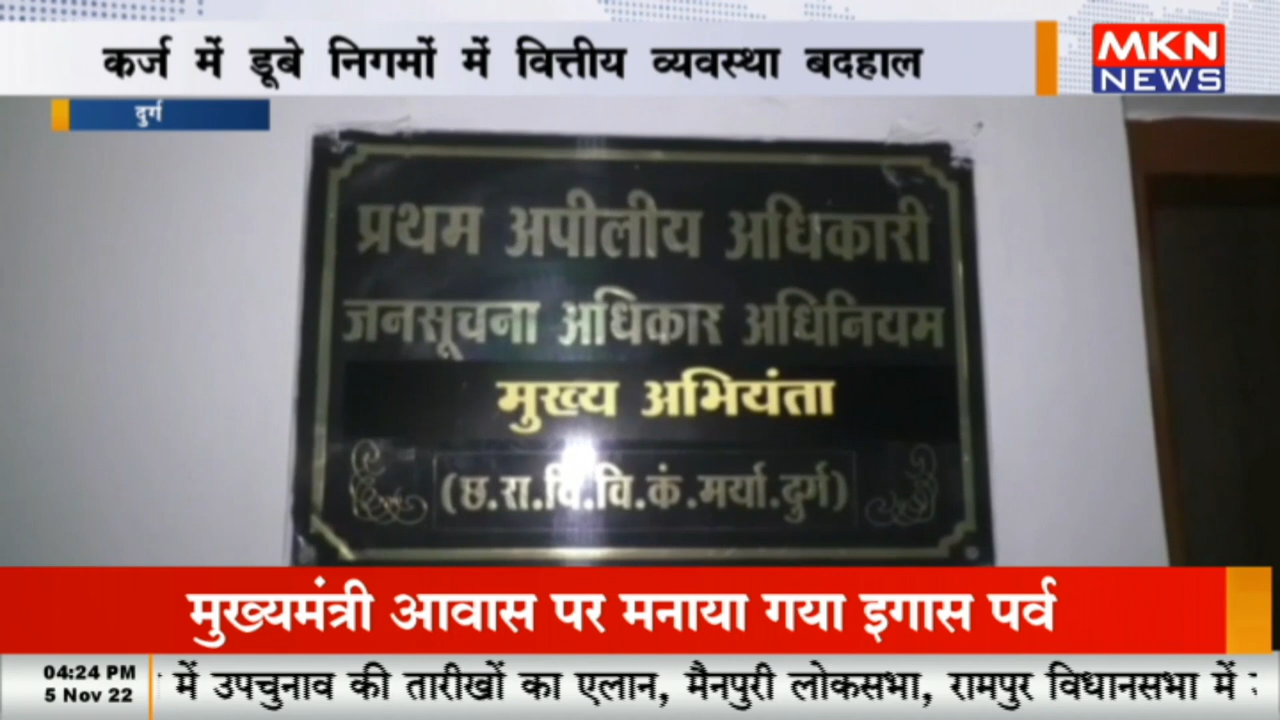 कर्ज में डूबे निगमों में वित्तीय व्यवस्था बदहाल
MKN
NEWS
दुर्ग
प्रथम अपीलीय अधिकारी
जनसूचना अधिकार अधिनियम
मुख्य अभियंता
(छ.रा.वि.वि.कं.मर्या.दुर्ग)
मुख्यमंत्री आवास पर मनाया गया इगास पर्व
04:24 PM
5 Nov 22
में उपचुनाव की तारीखों का एलान, मैनपुरी लोकसभा, रामपुर विधानसभा में